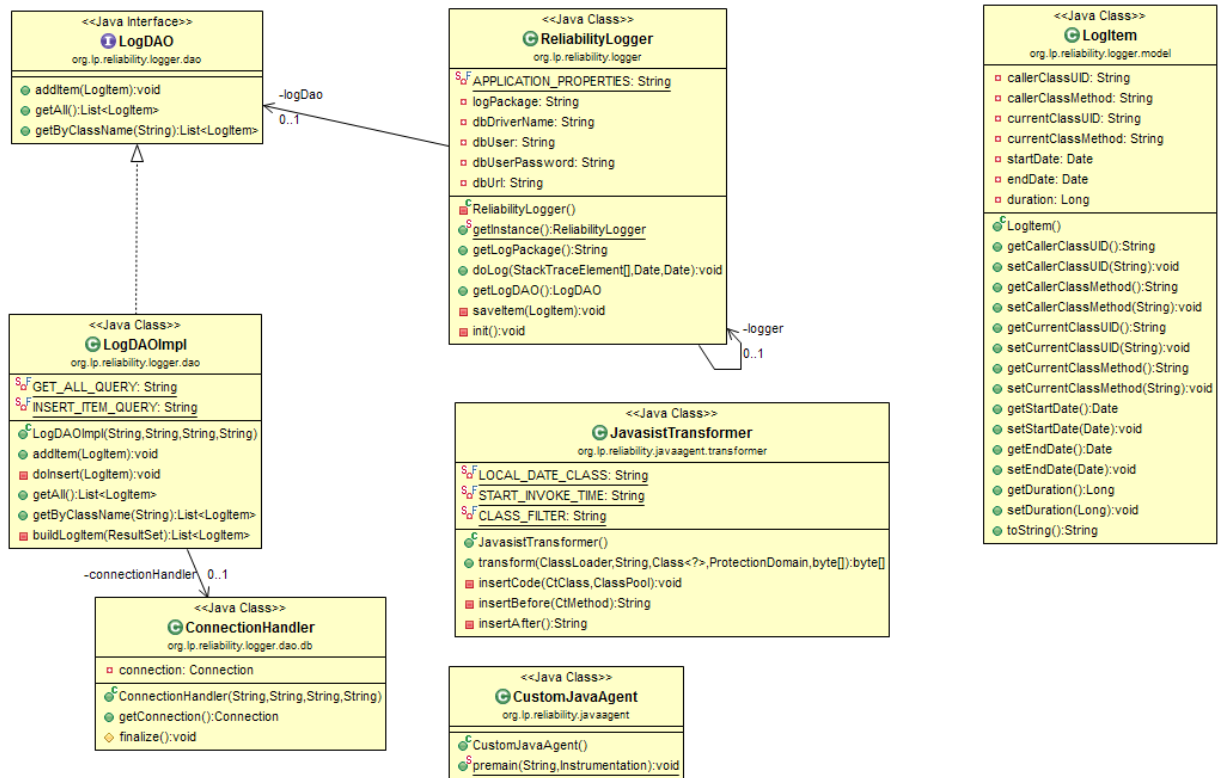 <<Java Interface>>
LogDAO
org.lp.reliability.logger.dao
addItem(LogItem):void
getAll():List<LogItem>
getByClassName(String):List<LogItem>
-logDao
0..1
<<Java Class>>
ReliabilityLogger
org.lp.reliability.logger
APPLICATION_PROPERTIES: String
logPackage: String
dbDriverName: String
dbUser: String
dbUserPassword: String
dbUrl: String
ReliabilityLogger()
getInstance():ReliabilityLogger
getLogPackage():String
doLog(StackTraceElement[],Date,Date):void
getLogDAO():LogDAO
saveItem(LogItem):void
init():void
-logger
0..1
<<Java Class>>
LogItem
org.lp.reliability.logger.model
callerClassUID: String
callerClassMethod: String
currentClassUID: String
currentClassMethod: String
startDate: Date
endDate: Date
duration: Long
LogItem()
getCallerClassUID():String
setCallerClassUID(String):void
getCallerClassMethod():String
setCallerClassMethod(String):void
getCurrentClassUID():String
setCurrentClassUID(String):void
getCurrentClassMethod():String
setCurrentClassMethod(String):void
getStartDate():Date
setStartDate(Date):void
getEndDate():Date
setEndDate(Date):void
getDuration():Long
setDuration(Long):void
toString():String
<<Java Class>>
LogDAOImpl
org.lp.reliability.logger.dao
GET_ALL_QUERY: String
INSERT_ITEM_QUERY: String
LogDAOImpl(String,String,String,String)
addItem(LogItem):void
doInsert(LogItem):void
getAll():List<LogItem>
getByClassName(String):List<LogItem>
buildLogItem(ResultSet):List<LogItem>
-connectionHandler 0..1
<<Java Class>>
ConnectionHandler
org.lp.reliability.logger.dao.db
connection: Connection
ConnectionHandler(String,String,String,String)
getConnection():Connection
finalize():void
<<Java Class>>
JavasistTransformer
org.lp.reliability.javaagent.transformer
LOCAL_DATE_CLASS: String
START_INVOKE_TIME: String
CLASS_FILTER: String
JavasistTransformer()
transform(ClassLoader,String,Class<?>,ProtectionDomain,byte[]):byte[]
insertCode(CtClass,ClassPool):void
insertBefore(CtMethod):String
insertAfter():String
<<Java Class>>
CustomJavaAgent
org.lp.reliability.javaagent
CustomJavaAgent()
premain(String,Instrumentation):void